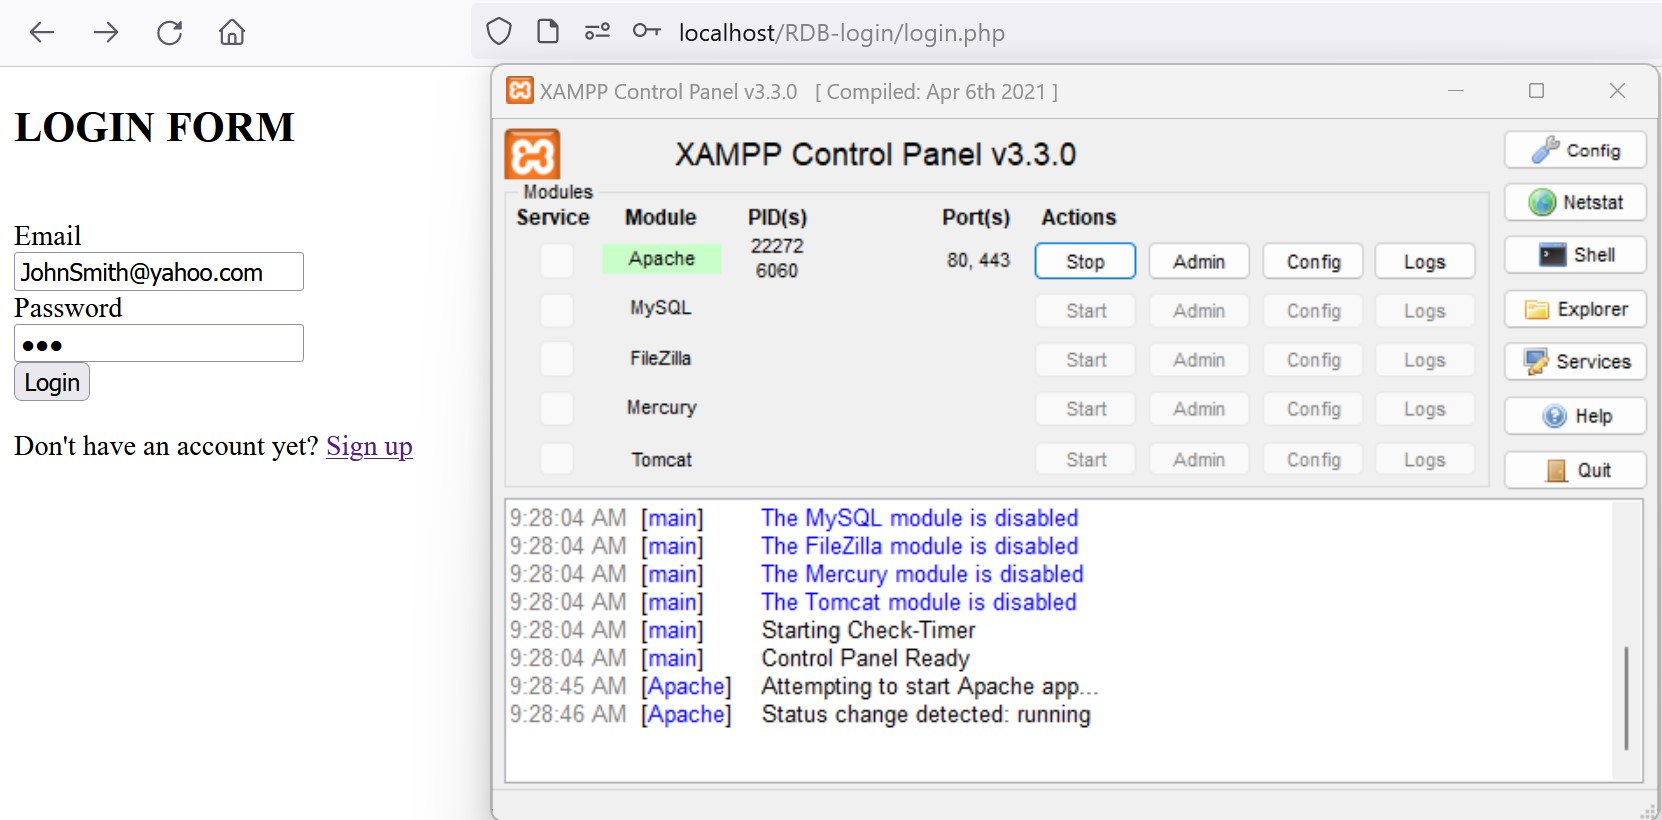 localhost/RDB-login/login.php
LOGIN FORM
Email
JohnSmith@yahoo.com
Password
●●●
Login
Don't have an account yet? Sign up
XAMPP Control Panel v3.3.0 [ Compiled: Apr 6th 2021 ]
XAMPP Control Panel v3.3.0
Modules
Service Module PID(s) Port(s) Actions
Apache 22272 6060 80, 443 Stop Admin Config Logs
MySQL Start Admin Config Logs
FileZilla Start Admin Config Logs
Mercury Start Admin Config Logs
Tomcat Start Admin Config Logs
Config
Netstat
Shell
Explorer
Services
Help
Quit
9:28:04 AM [main] The MySQL module is disabled
9:28:04 AM [main] The FileZilla module is disabled
9:28:04 AM [main] The Mercury module is disabled
9:28:04 AM [main] The Tomcat module is disabled
9:28:04 AM [main] Starting Check-Timer
9:28:04 AM [main] Control Panel Ready
9:28:45 AM [Apache] Attempting to start Apache app...
9:28:46 AM [Apache] Status change detected: running